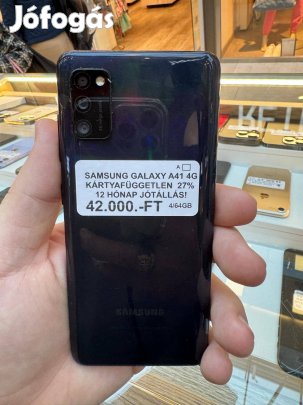 Jófogás
A
SAMSUNG GALAXY A41 4G
KÁRTYAFÜGGETLEN 27%
12 HÓNAP JÓTÁLLÁS!
42.000.-FT 4/64GB
SAMSUNG